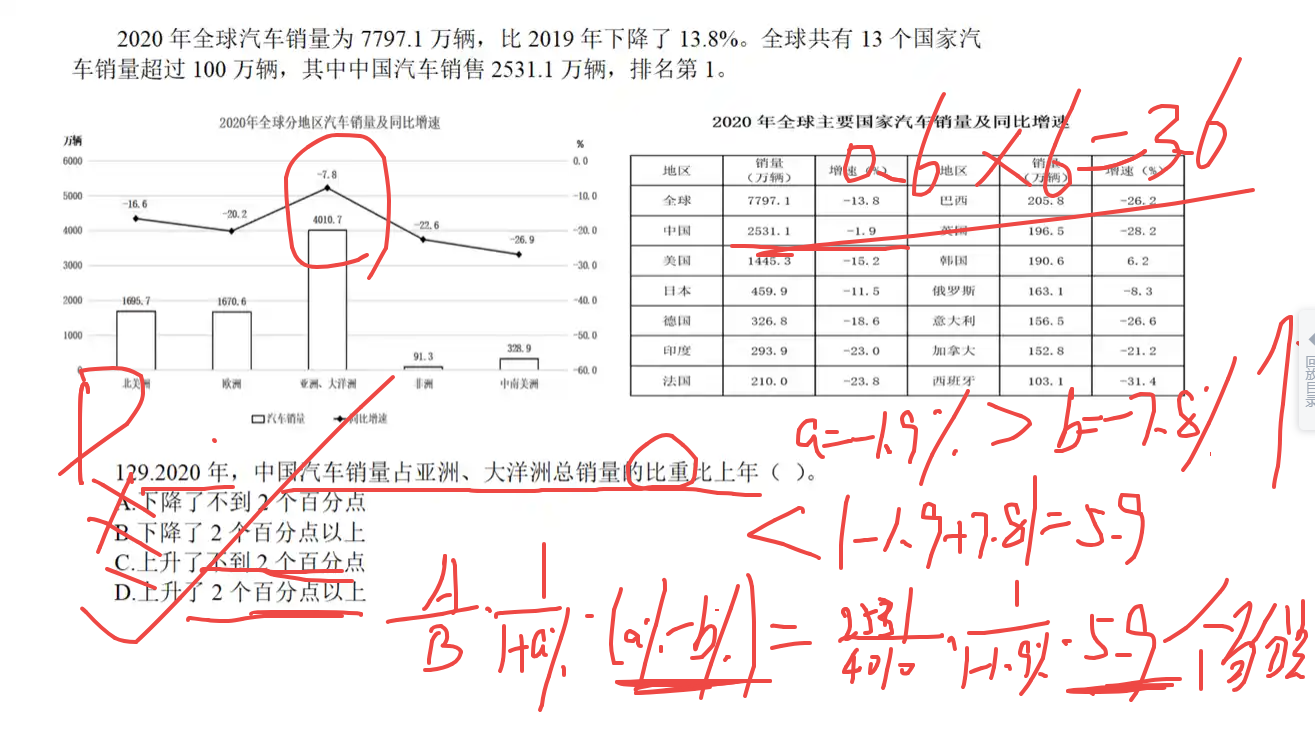 2020 年全球汽车销量为 7797.1 万辆，比 2019 年下降了 13.8%。全球共有 13 个国家汽
车销量超过 100 万辆，其中中国汽车销售 2531.1 万辆，排名第 1。
2020年全球分地区汽车销量及同比增速
万辆 %
6000 0.0
5000 -10.0
4000 -20.0
3000 -30.0
2000 -40.0
1000 -50.0
0 -60.0
-16.6 -20.2 -7.8 -22.6 -26.9
1695.7 1670.6 4010.7 91.3 328.9
北美洲 欧洲 亚洲、大洋洲 非洲 中南美洲
汽车销量 同比增速
2020 年全球主要国家汽车销量及同比增速
地区 销量（万辆） 增速（%） 地区 销量（万辆） 增速（%）
全球 7797.1 -13.8 巴西 205.8 -26.2
中国 2531.1 -1.9 英国 196.5 -28.2
美国 1445.3 -15.2 韩国 190.6 6.2
日本 459.9 -11.5 俄罗斯 163.1 -8.3
德国 326.8 -18.6 意大利 156.5 -26.6
印度 293.9 -23.0 加拿大 152.8 -21.2
法国 210.0 -23.8 西班牙 103.1 -31.4
0.6×6=3.6
a=-1.9% > b=-7.8%
129.2020 年，中国汽车销量占亚洲、大洋洲总销量的比重比上年（ ）。
A.下降了不到 2 个百分点
B.下降了 2 个百分点以上
C.上升了不到 2 个百分点
D.上升了 2 个百分点以上
< |-1.9+7.8|=5.9
A/B · 1/1+a% · (a%-b%) = 2531/4010 · 1/1-1.9% · 5.9
回放目录